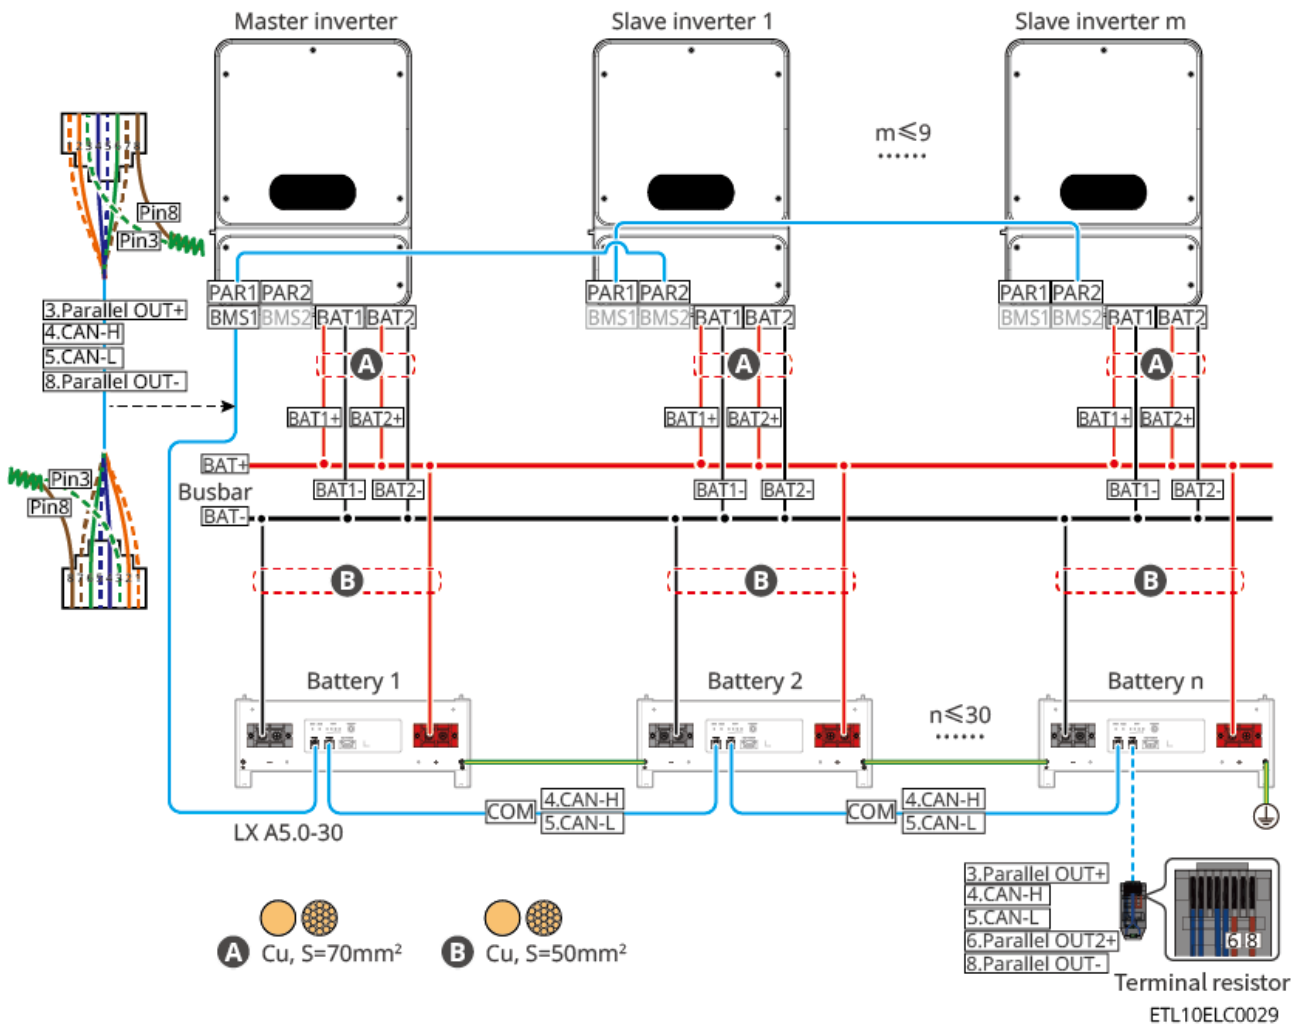 Master inverter
Slave inverter 1
Slave inverter m
m≤9
......
Pin8
Pin3
PAR1 PAR2
BMS1 BMS2
BAT1 BAT2
PAR1 PAR2
BMS1 BMS2
BAT1 BAT2
PAR1 PAR2
BMS1 BMS2
BAT1 BAT2
3.Parallel OUT+
4.CAN-H
5.CAN-L
8.Parallel OUT-
A
A
A
BAT1+ BAT2+
BAT1+ BAT2+
BAT1+ BAT2+
BAT+
Busbar
BAT-
BAT1- BAT2-
BAT1- BAT2-
BAT1- BAT2-
Pin3
Pin8
B
B
B
Battery 1
Battery 2
Battery n
n≤30
......
COM
4.CAN-H
5.CAN-L
COM
4.CAN-H
5.CAN-L
LX A5.0-30
A Cu, S=70mm²
B Cu, S=50mm²
3.Parallel OUT+
4.CAN-H
5.CAN-L
6.Parallel OUT2+
8.Parallel OUT-
6 8
Terminal resistor
ETL10ELC0029